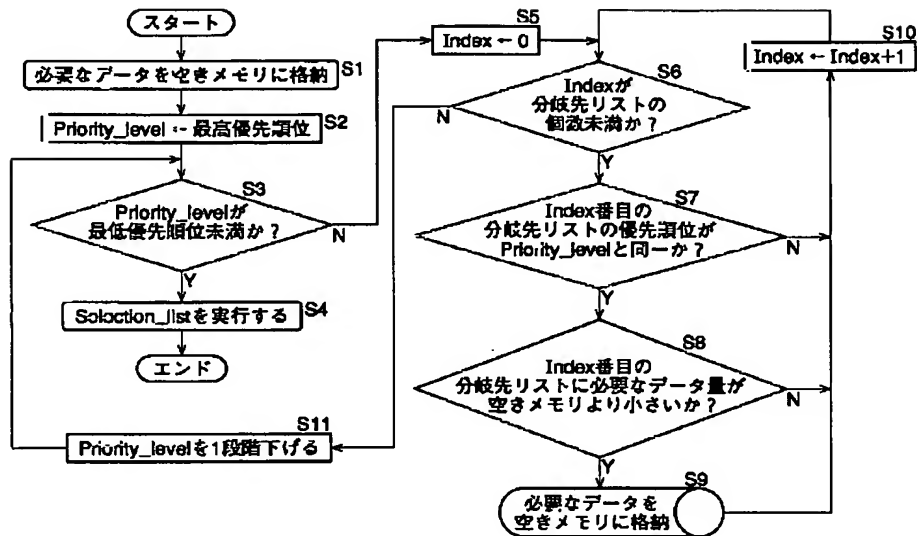 スタート
必要なデータを空きメモリに格納
S1
Priority_level ← 最高優先順位
S2
S3
Priority_levelが
最低優先順位未満か？
N
Y
Selection_listを実行する
S4
エンド
S5
Index ← 0
S6
Indexが
分岐先リストの
個数未満か？
N
Y
S7
Index番目の
分岐先リストの優先順位が
Priority_levelと同一か？
N
Y
S8
Index番目の
分岐先リストに必要なデータ量が
空きメモリより小さいか？
N
Y
S9
必要なデータを
空きメモリに格納
S10
Index ← Index+1
S11
Priority_levelを1段階下げる